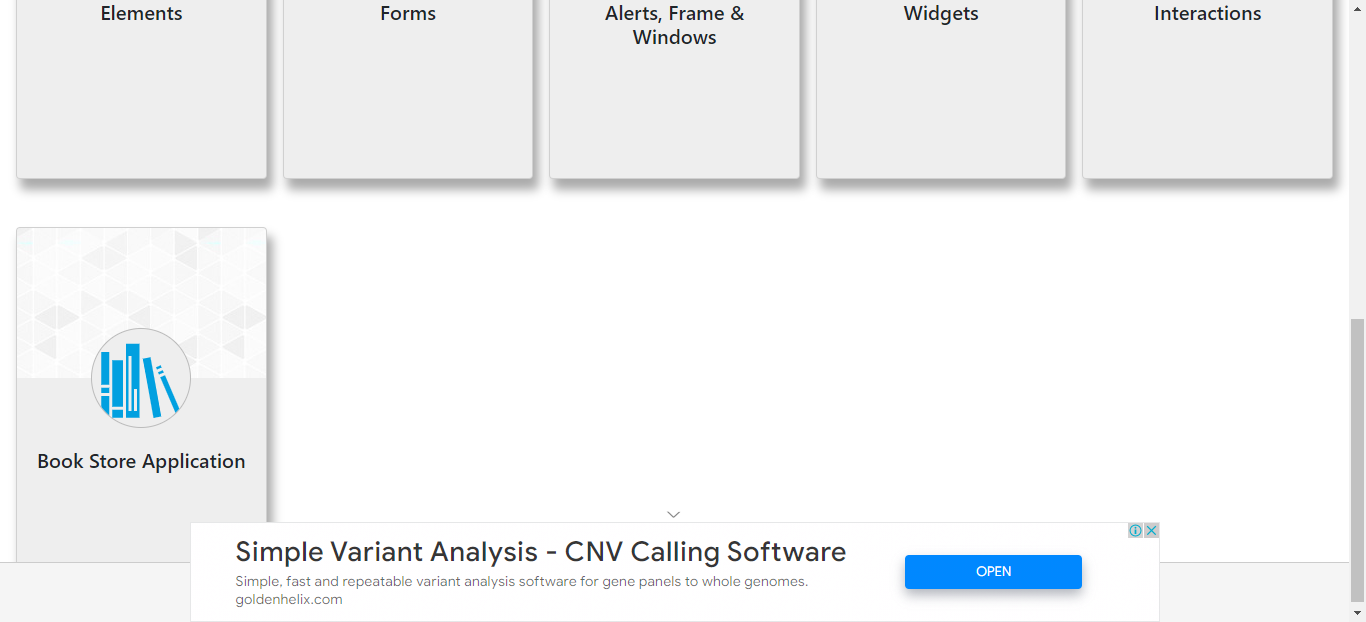 Elements
Forms
Alerts, Frame &
Windows
Widgets
Interactions
Book Store Application
Simple Variant Analysis - CNV Calling Software
Simple, fast and repeatable variant analysis software for gene panels to whole genomes.
goldenhelix.com
OPEN